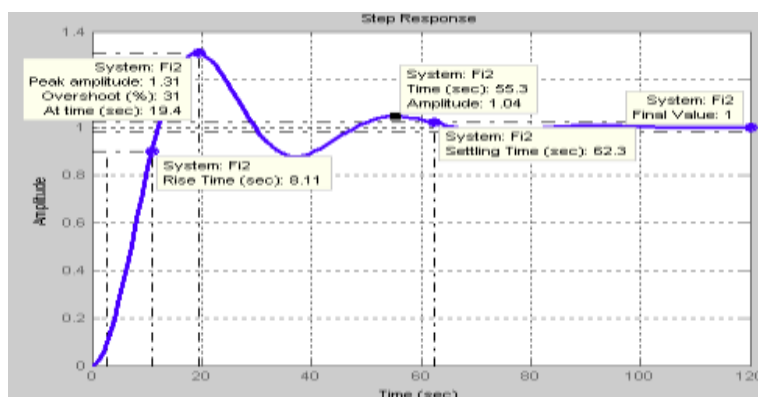 Step Response
1.4
System: Fi2
Peak amplitude: 1.31
Overshoot (%): 31
At time (sec): 19.4
System: Fi2
Time (sec): 55.3
Amplitude: 1.04
System: Fi2
Final Value: 1
1
System: Fi2
Settling Time (sec): 62.3
System: Fi2
Rise Time (sec): 8.11
0.8
Amplitude
0.6
0.4
0.2
0
0
20
40
60
80
100
120
Time (sec)